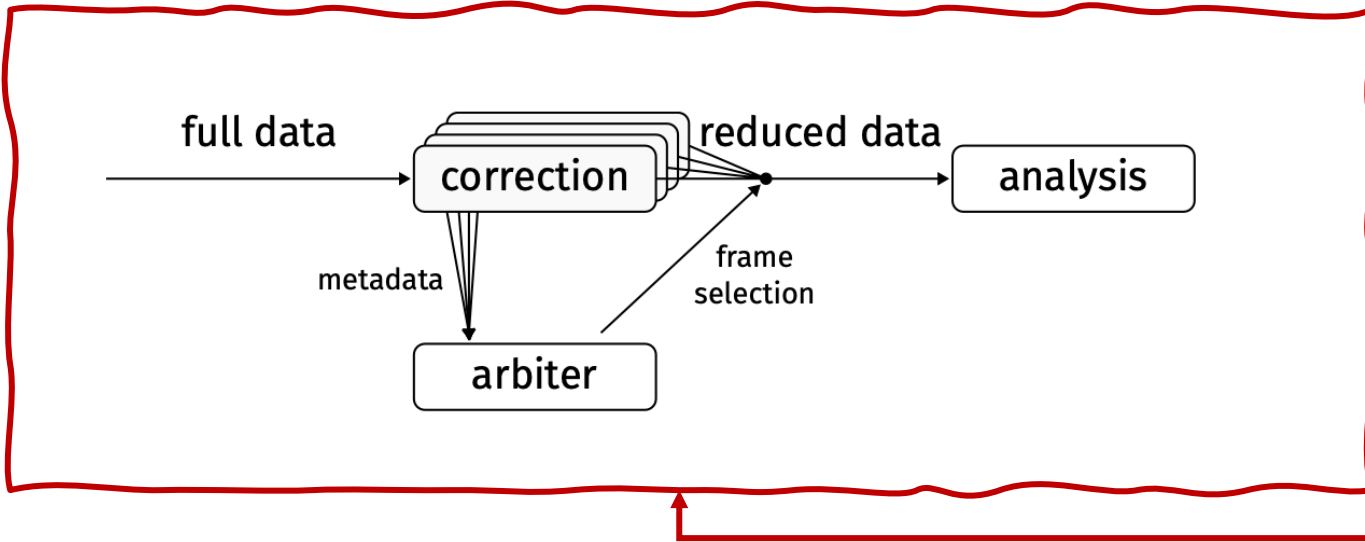 full data
reduced data
correction
analysis
metadata
frame
selection
arbiter